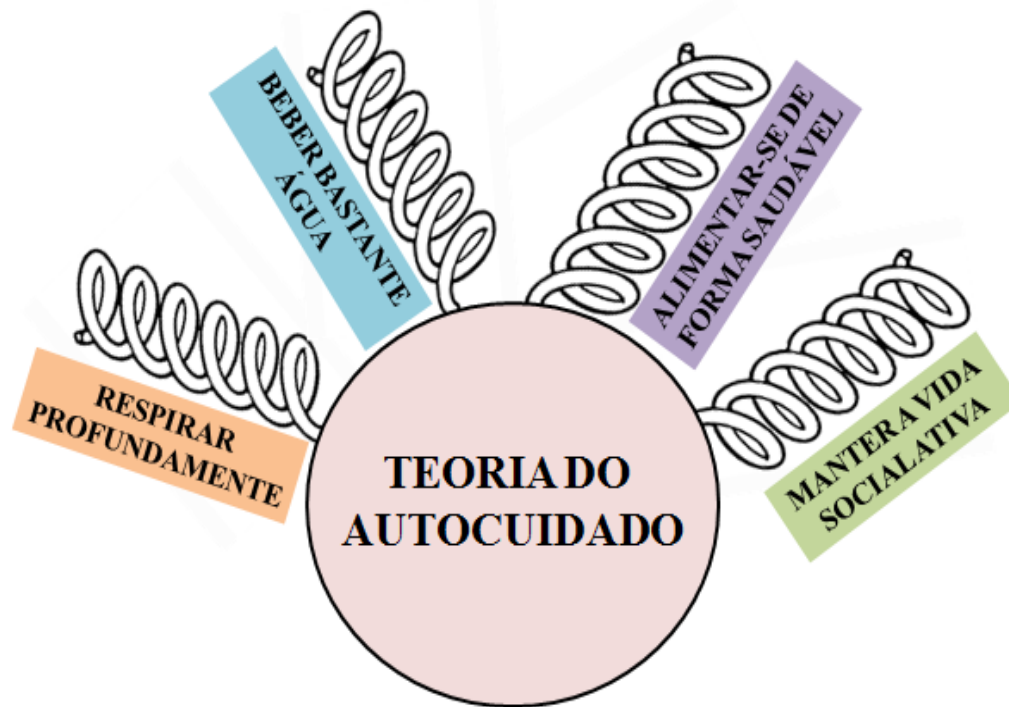 RESPIRAR
PROFUNDAMENTE
BEBER BASTANTE
ÁGUA
ALIMENTAR-SE DE
FORMA SAUDÁVEL
MANTER A VIDA
SOCIAL ATIVA
TEORIA DO
AUTOCUIDADO